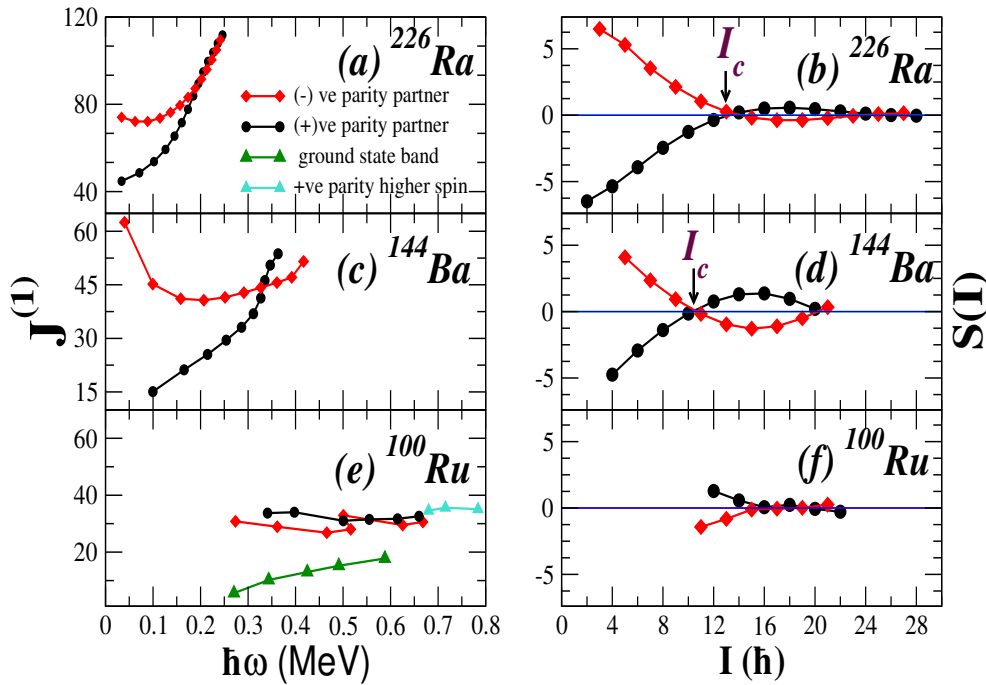 120
80
40
(a) ²²⁶Ra
(-) ve parity partner
(+)ve parity partner
ground state band
+ve parity higher spin
5
0
-5
I_c
(b) ²²⁶Ra
60
45
30
15
(c) ¹⁴⁴Ba
5
0
-5
I_c
(d) ¹⁴⁴Ba
60
40
20
(e) ¹⁰⁰Ru
5
0
-5
(f) ¹⁰⁰Ru
J⁽¹⁾
S(I)
0 0.1 0.2 0.3 0.4 0.5 0.6 0.7 0.8
ħω (MeV)
0 4 8 12 16 20 24 28
I (ħ)